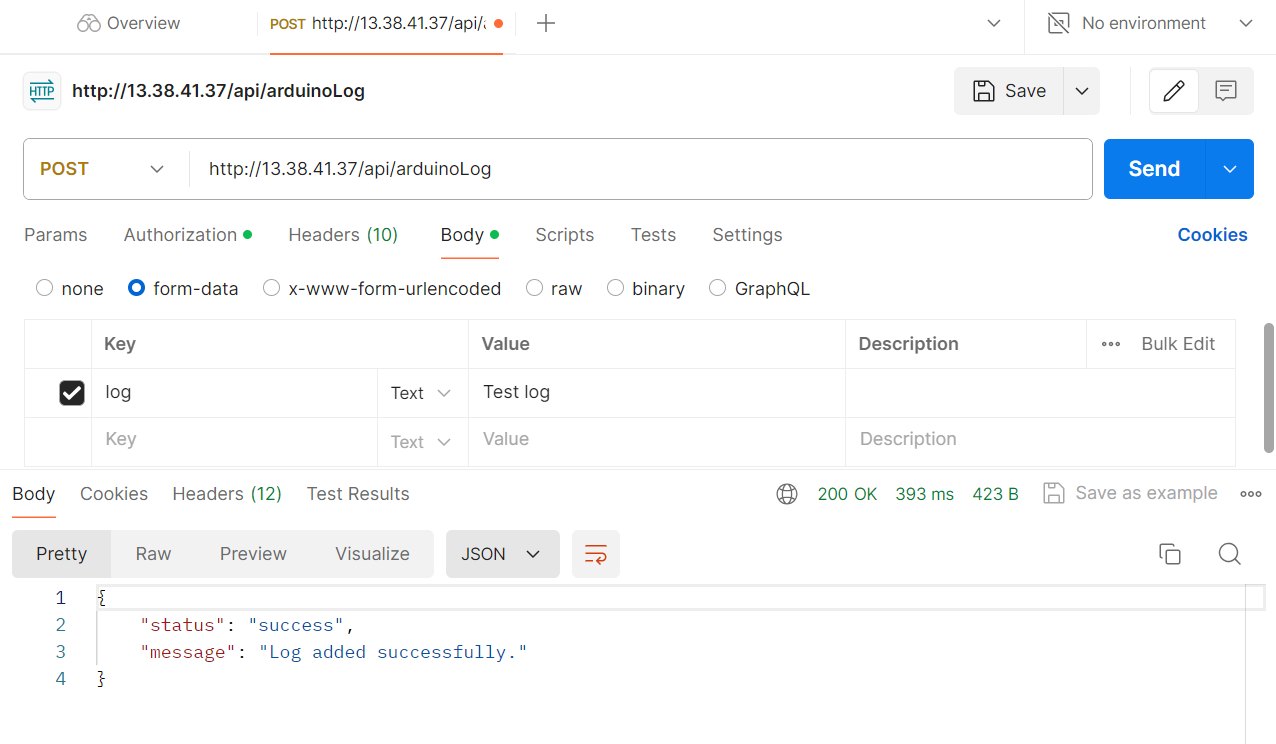 Overview POST http://13.38.41.37/api/ No environment
HTTP http://13.38.41.37/api/arduinoLog Save
POST http://13.38.41.37/api/arduinoLog Send
Params Authorization Headers (10) Body Scripts Tests Settings Cookies
none form-data x-www-form-urlencoded raw binary GraphQL
Key Value Description Bulk Edit
log Text Test log
Key Text Value Description
Body Cookies Headers (12) Test Results 200 OK 393 ms 423 B Save as example
Pretty Raw Preview Visualize JSON
1 {
2 "status": "success",
3 "message": "Log added successfully."
4 }